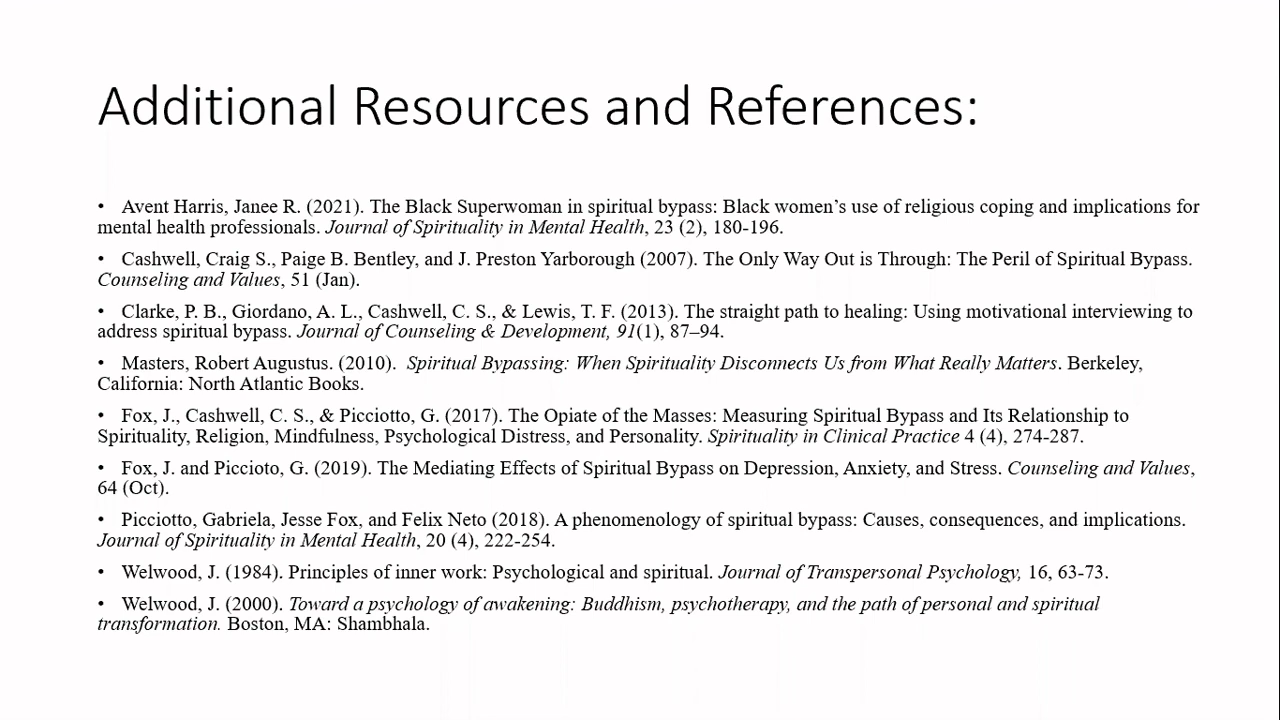 Additional Resources and References:
• Avent Harris, Janee R. (2021). The Black Superwoman in spiritual bypass: Black women’s use of religious coping and implications for
mental health professionals. Journal of Spirituality in Mental Health, 23 (2), 180-196.
• Cashwell, Craig S., Paige B. Bentley, and J. Preston Yarborough (2007). The Only Way Out is Through: The Peril of Spiritual Bypass.
Counseling and Values, 51 (Jan).
• Clarke, P. B., Giordano, A. L., Cashwell, C. S., & Lewis, T. F. (2013). The straight path to healing: Using motivational interviewing to
address spiritual bypass. Journal of Counseling & Development, 91(1), 87–94.
• Masters, Robert Augustus. (2010). Spiritual Bypassing: When Spirituality Disconnects Us from What Really Matters. Berkeley,
California: North Atlantic Books.
• Fox, J., Cashwell, C. S., & Picciotto, G. (2017). The Opiate of the Masses: Measuring Spiritual Bypass and Its Relationship to
Spirituality, Religion, Mindfulness, Psychological Distress, and Personality. Spirituality in Clinical Practice 4 (4), 274-287.
• Fox, J. and Piccioto, G. (2019). The Mediating Effects of Spiritual Bypass on Depression, Anxiety, and Stress. Counseling and Values,
64 (Oct).
• Picciotto, Gabriela, Jesse Fox, and Felix Neto (2018). A phenomenology of spiritual bypass: Causes, consequences, and implications.
Journal of Spirituality in Mental Health, 20 (4), 222-254.
• Welwood, J. (1984). Principles of inner work: Psychological and spiritual. Journal of Transpersonal Psychology, 16, 63-73.
• Welwood, J. (2000). Toward a psychology of awakening: Buddhism, psychotherapy, and the path of personal and spiritual
transformation. Boston, MA: Shambhala.